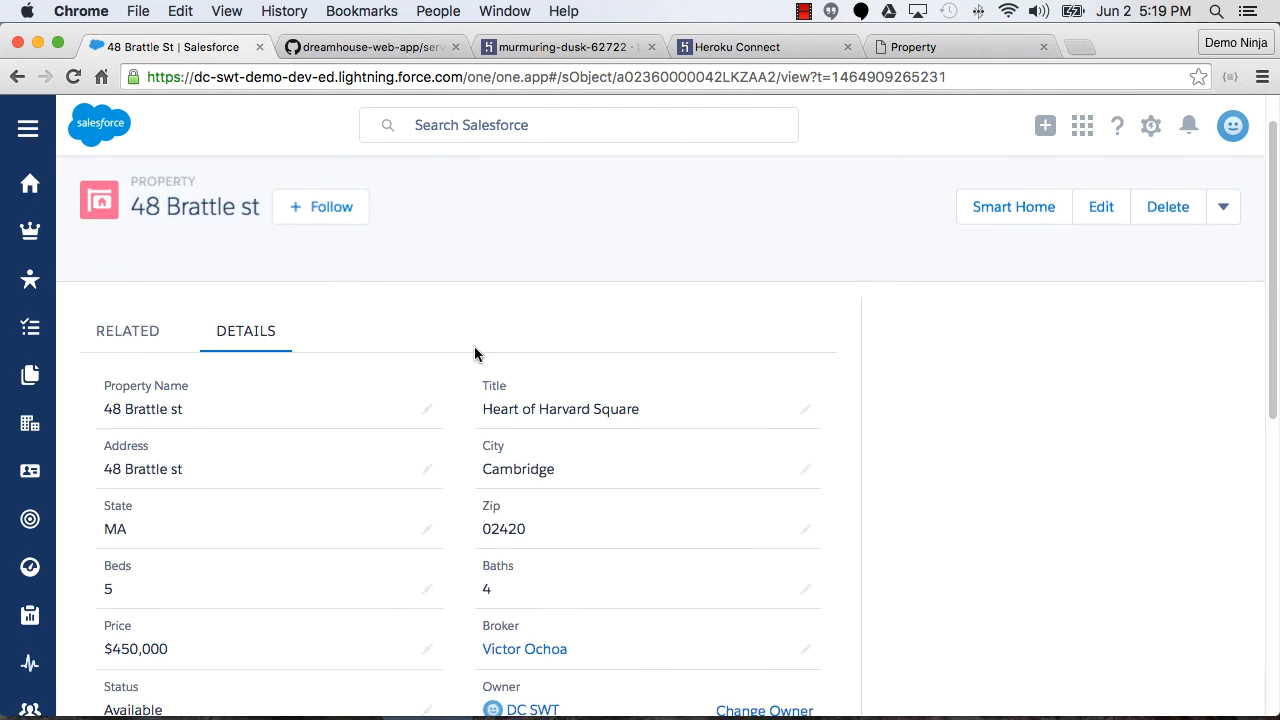 Chrome File Edit View History Bookmarks People Window Help Jun 2 5:19 PM
48 Brattle St | Salesforce dreamhouse-web-app/serv murmuring-dusk-62722 · Heroku Connect Property Demo Ninja
https://dc-swt-demo-dev-ed.lightning.force.com/one/one.app#/sObject/a02360000042LKZAA2/view?t=1464909265231
salesforce Search Salesforce
PROPERTY
48 Brattle st + Follow Smart Home Edit Delete
RELATED DETAILS
Property Name Title
48 Brattle st Heart of Harvard Square
Address City
48 Brattle st Cambridge
State Zip
MA 02420
Beds Baths
5 4
Price Broker
$450,000 Victor Ochoa
Status Owner
Available DC SWT Change Owner